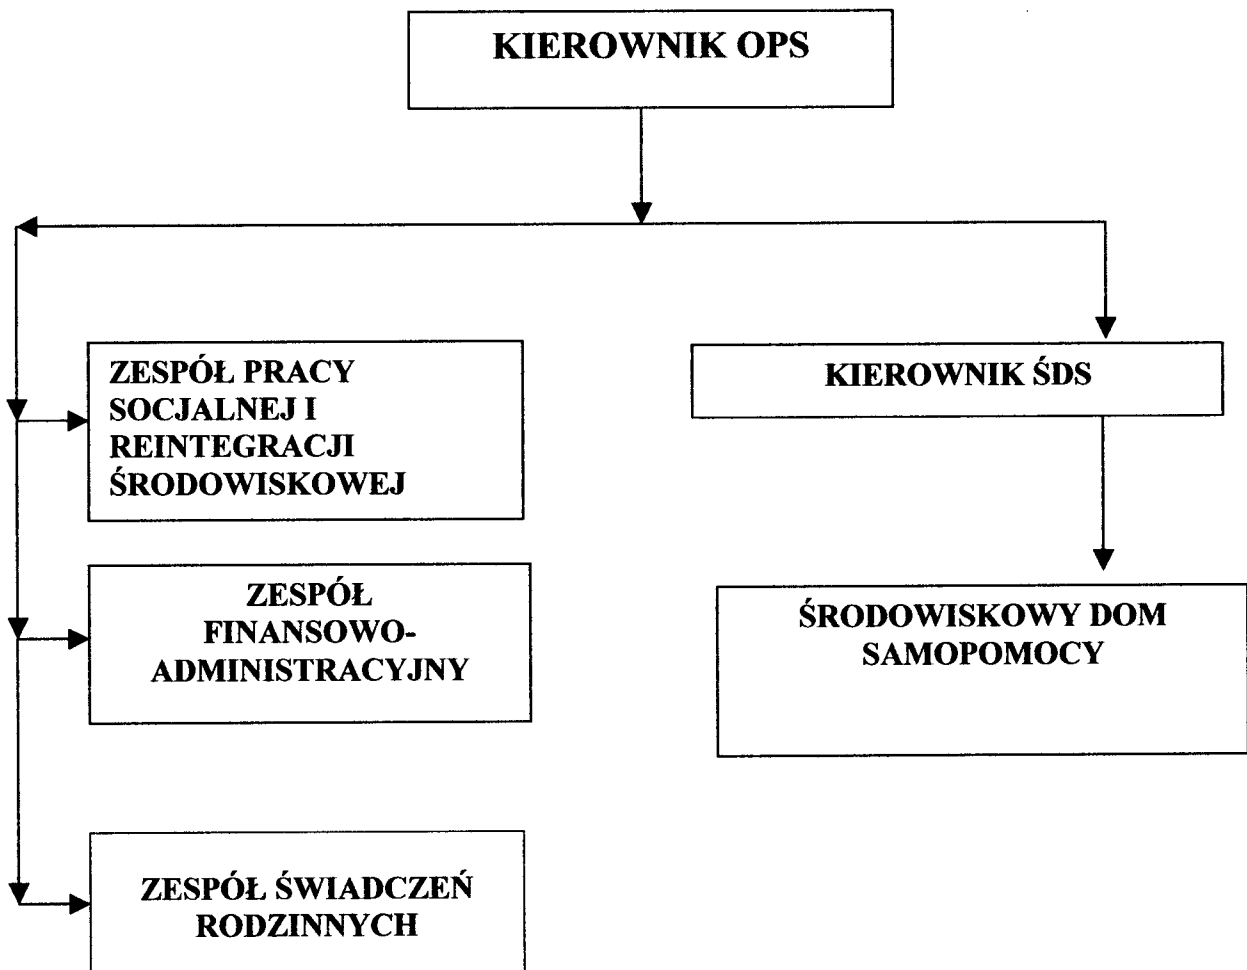 KIEROWNIK OPS
ZESPÓŁ PRACY
SOCJALNEJ I
REINTEGRACJI
ŚRODOWISKOWEJ
KIEROWNIK ŚDS
ZESPÓŁ
FINANSOWO-
ADMINISTRACYJNY
ŚRODOWISKOWY DOM
SAMOPOMOCY
ZESPÓŁ ŚWIADCZEŃ
RODZINNYCH